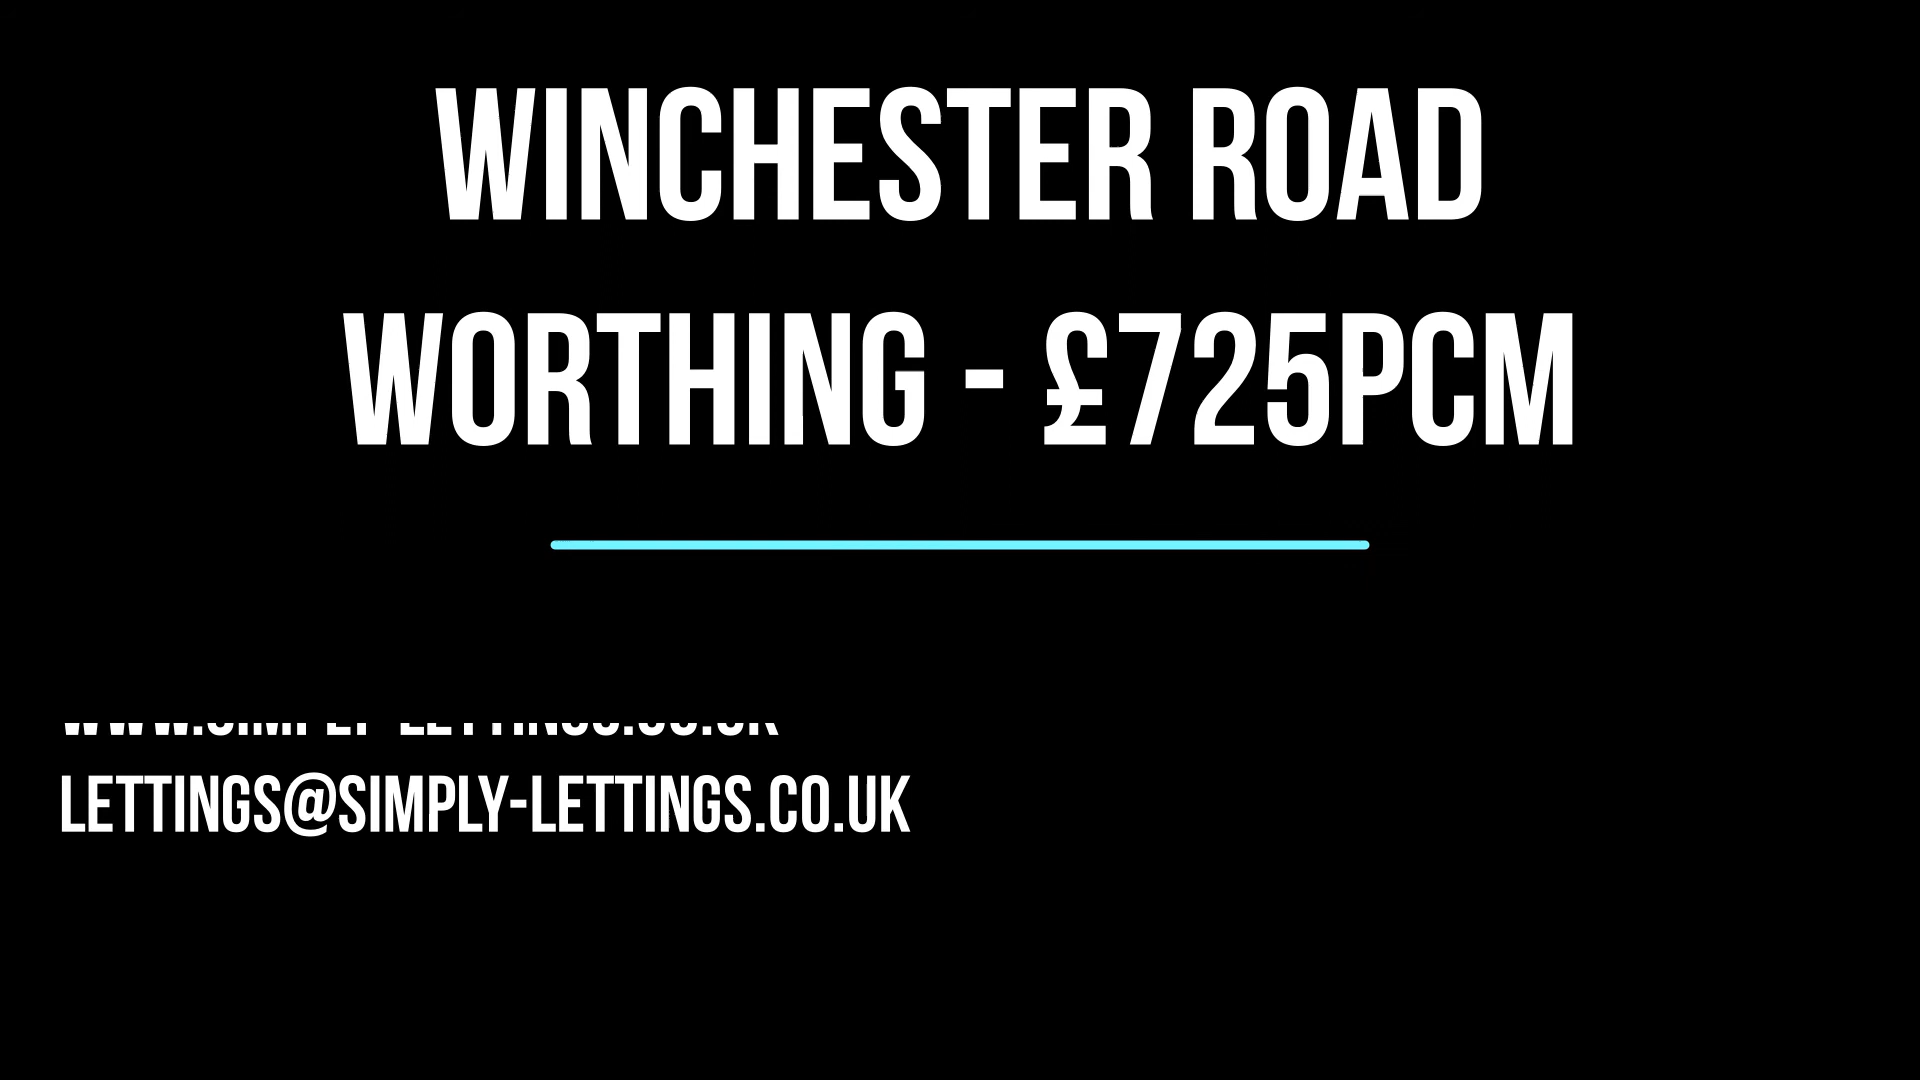 WINCHESTER ROAD
WORTHING - £725PCM
LETTINGS@SIMPLY-LETTINGS.CO.UK